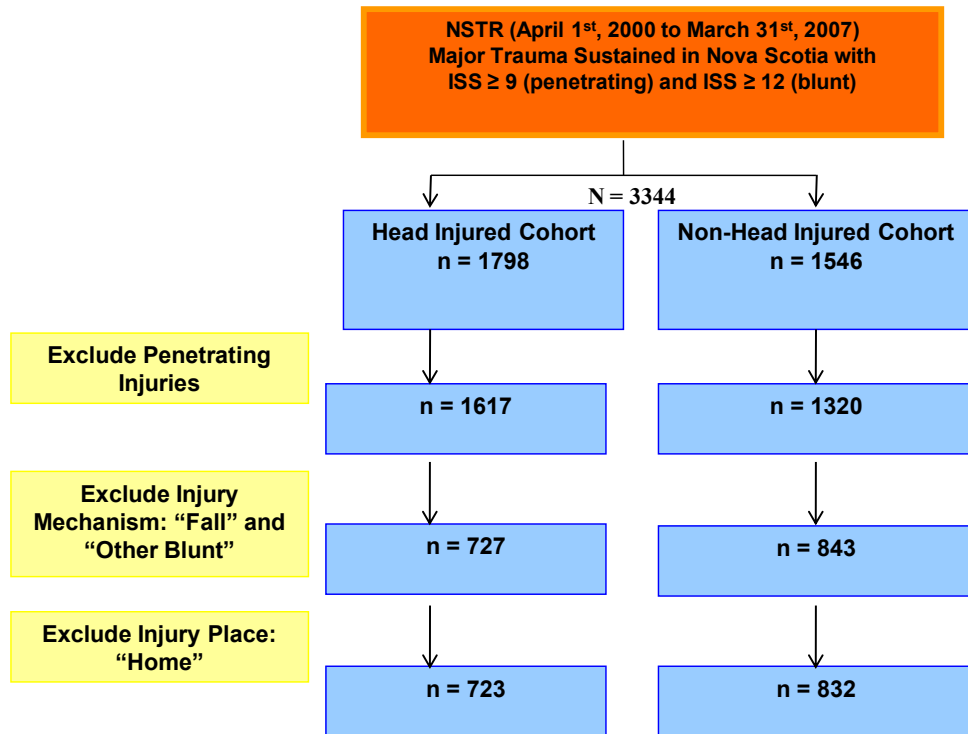 NSTR (April 1st, 2000 to March 31st, 2007)
Major Trauma Sustained in Nova Scotia with
ISS ≥ 9 (penetrating) and ISS ≥ 12 (blunt)
N = 3344
Head Injured Cohort
n = 1798
Non-Head Injured Cohort
n = 1546
Exclude Penetrating
Injuries
n = 1617
n = 1320
Exclude Injury
Mechanism: “Fall” and
“Other Blunt”
n = 727
n = 843
Exclude Injury Place:
“Home”
n = 723
n = 832